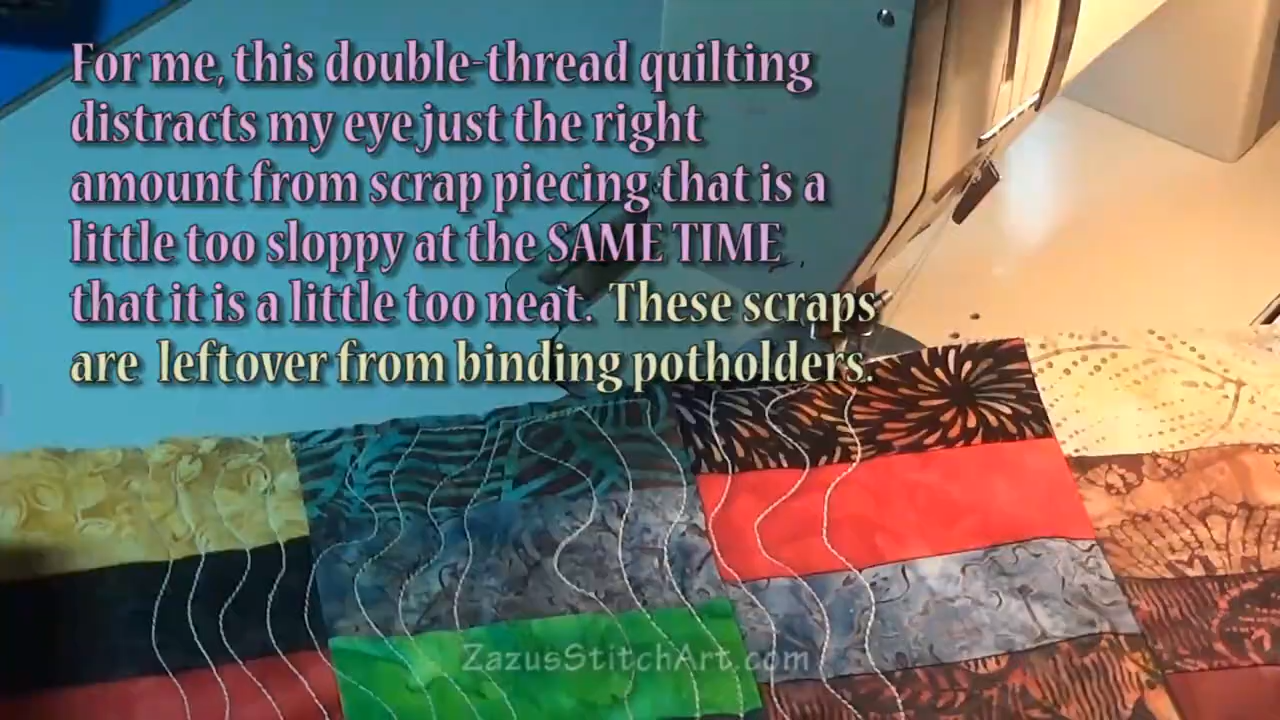 For me, this double-thread quilting
distracts my eye just the right
amount from scrap piecing that is a
little too sloppy at the SAME TIME
that it is a little too neat. These scraps
are leftover from binding potholders.
ZazusStitchArt.com